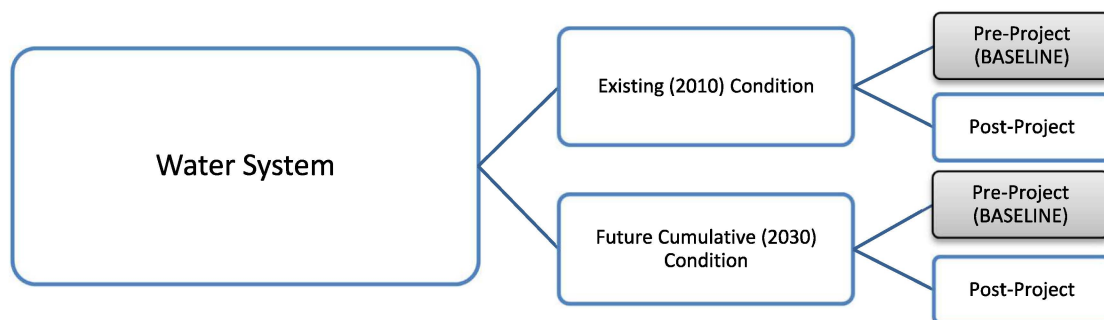 Water System
Existing (2010) Condition
Pre-Project
(BASELINE)
Post-Project
Future Cumulative (2030)
Condition
Pre-Project
(BASELINE)
Post-Project